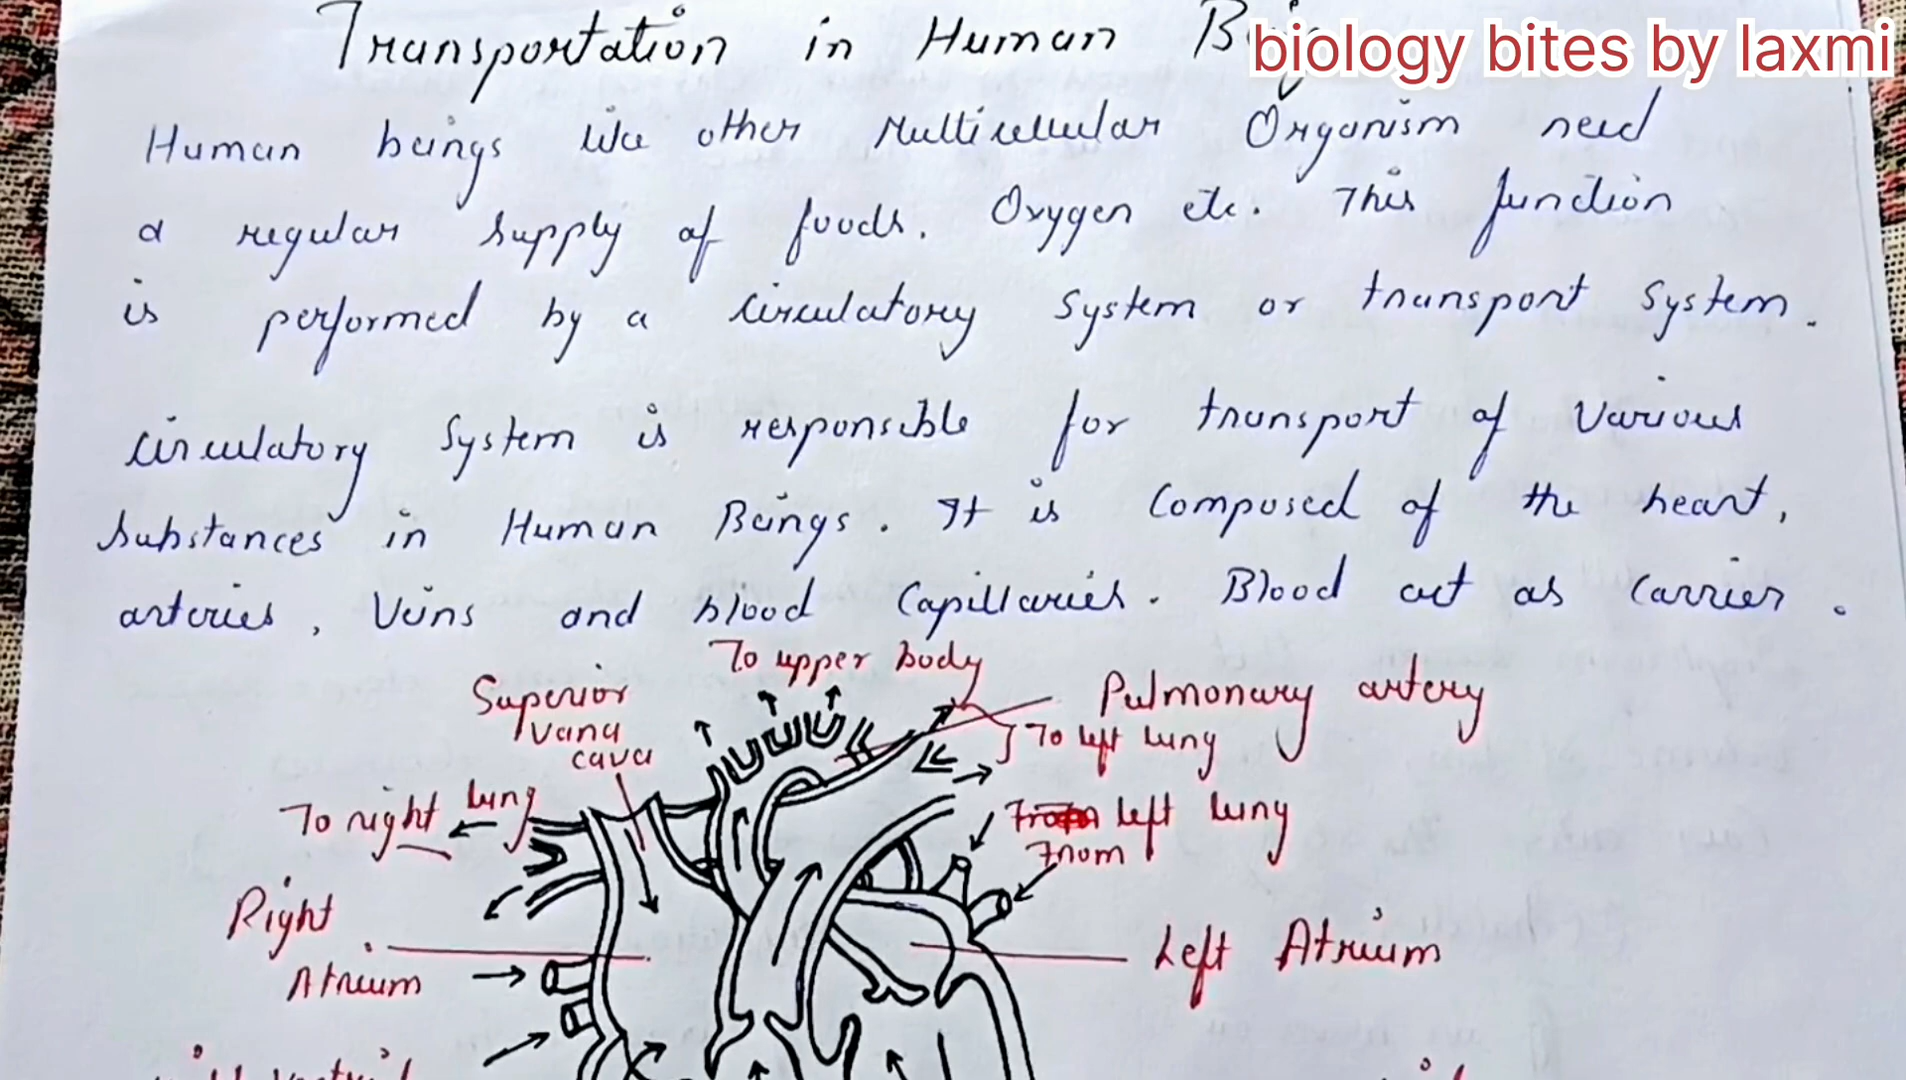 Transportation in Human B
biology bites by laxmi
Human beings like other Multicellular Organism need
a regular supply of foods. Oxygen etc. This function
is performed by a circulatory System or transport System.
Circulatory System is responsible for transport of Various
substances in Human Beings. It is Composed of the heart,
arteries, Veins and blood Capillaries. Blood act as Carrier.
To upper body
Superior
vana
cava
Pulmonary artery
To left lung
To right lung
left lung
From
Right
Atrium
Left Atrium